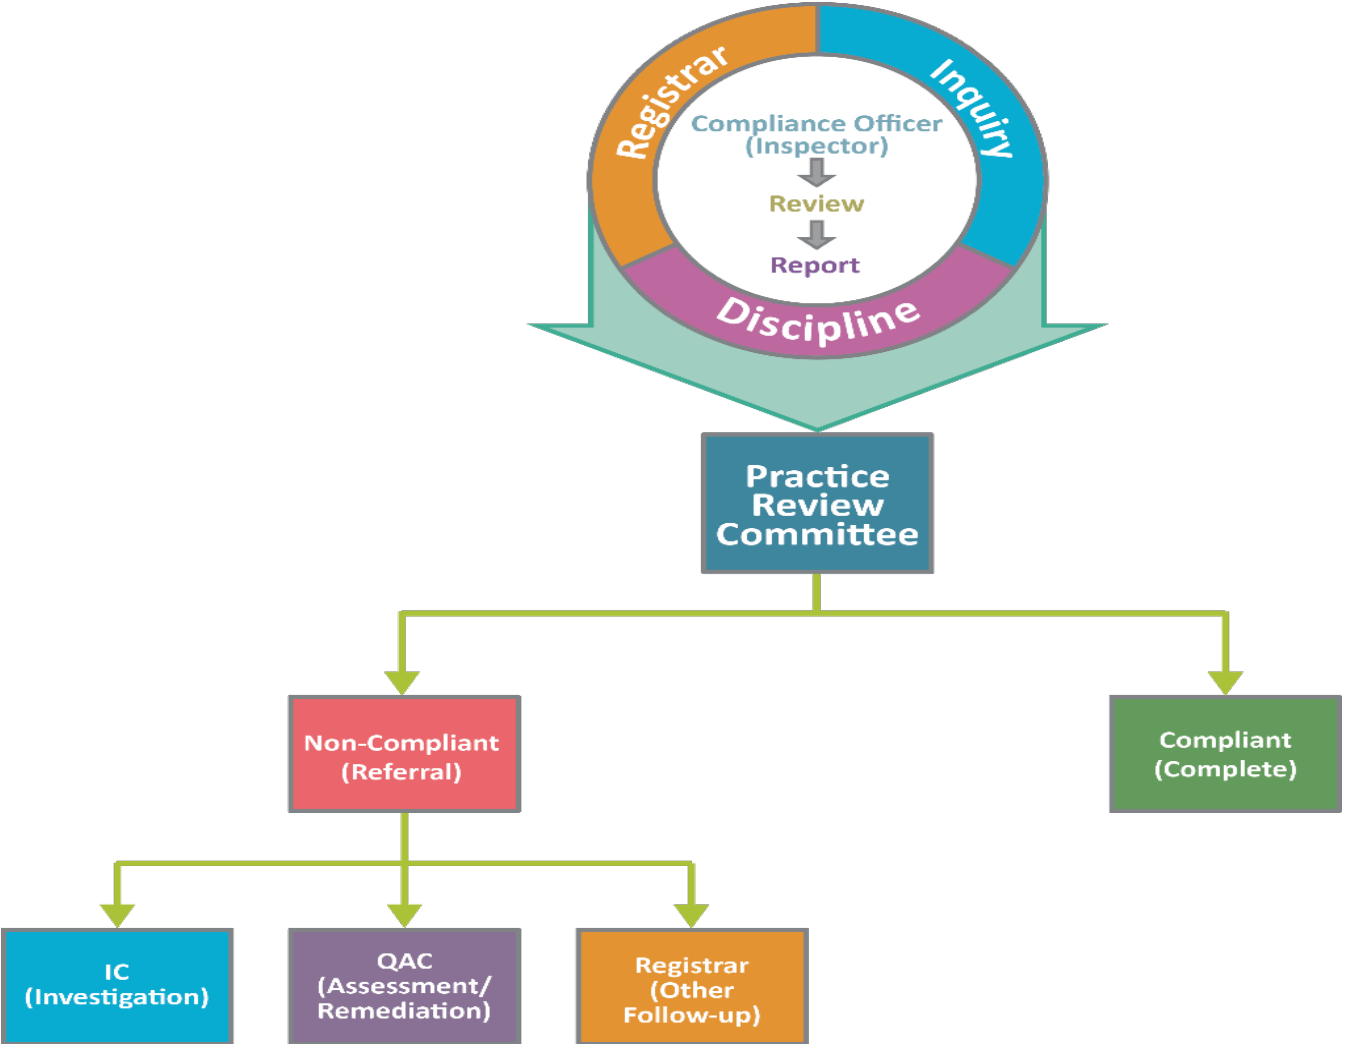 Registrar
Inquiry
Compliance Officer
(Inspector)
Review
Report
Discipline
Practice
Review
Committee
Non-Compliant
(Referral)
Compliant
(Complete)
IC
(Investigation)
QAC
(Assessment/
Remediation)
Registrar
(Other
Follow-up)